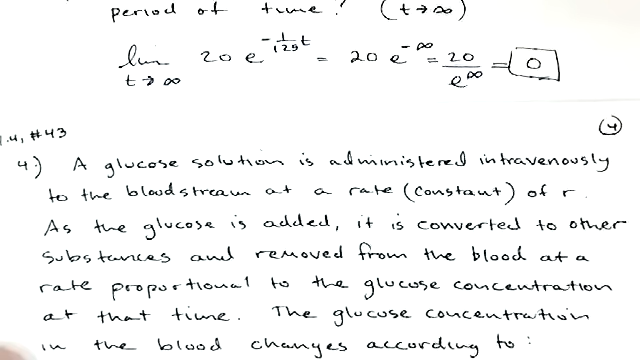 period of time? (t→∞)
lim t→∞ 20 e^{-1/125 t} = 20 e^{-∞} = 20/e^∞ = 0
.4, #43
(4)
4.) A glucose solution is administered intravenously
to the bloodstream at a rate (constant) of r.
As the glucose is added, it is converted to other
substances and removed from the blood at a
rate proportional to the glucose concentration
at that time. The glucose concentration
in the blood changes according to: